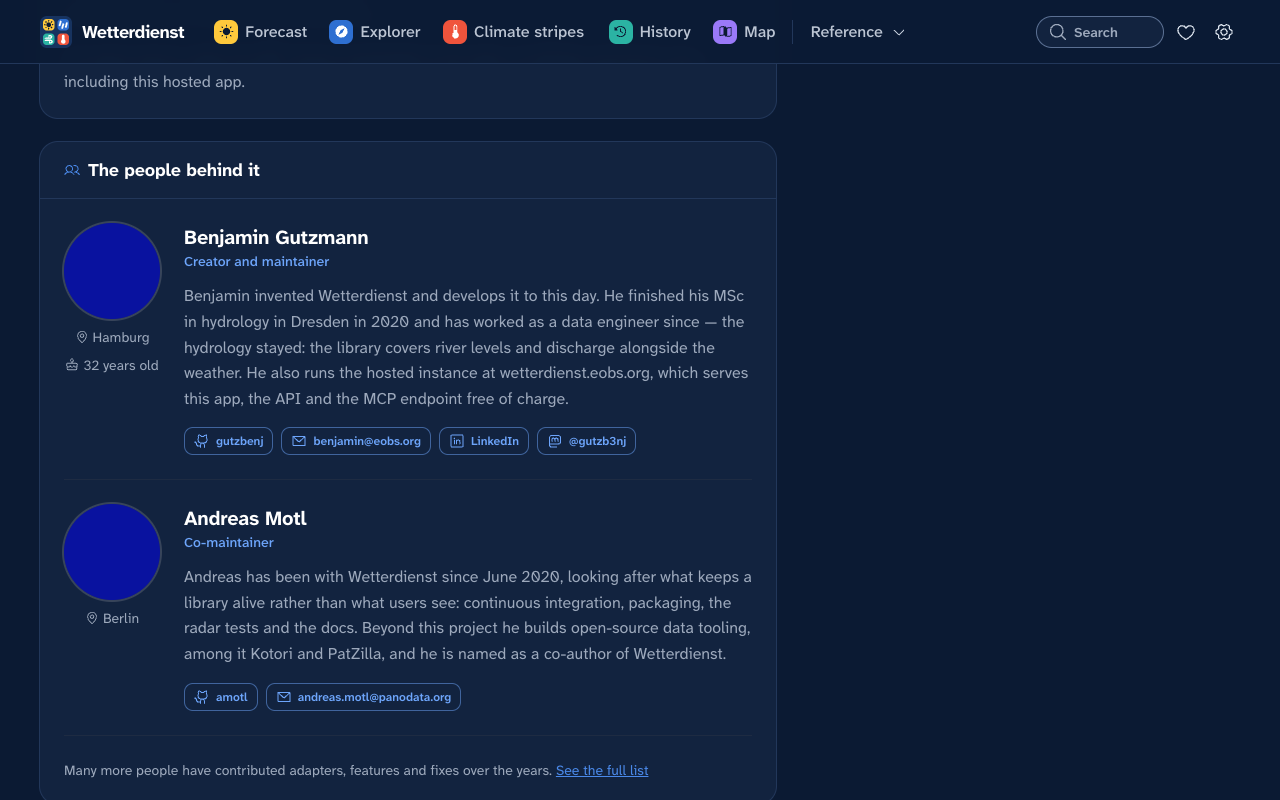 Wetterdienst
Forecast
Explorer
Climate stripes
History
Map
Reference
Search
including this hosted app.
The people behind it
Benjamin Gutzmann
Creator and maintainer
Benjamin invented Wetterdienst and develops it to this day. He finished his MSc
in hydrology in Dresden in 2020 and has worked as a data engineer since — the
hydrology stayed: the library covers river levels and discharge alongside the
weather. He also runs the hosted instance at wetterdienst.eobs.org, which serves
this app, the API and the MCP endpoint free of charge.
Hamburg
32 years old
gutzbenj
benjamin@eobs.org
LinkedIn
@gutzb3nj
Andreas Motl
Co-maintainer
Andreas has been with Wetterdienst since June 2020, looking after what keeps a
library alive rather than what users see: continuous integration, packaging, the
radar tests and the docs. Beyond this project he builds open-source data tooling,
among it Kotori and PatZilla, and he is named as a co-author of Wetterdienst.
Berlin
amotl
andreas.motl@panodata.org
Many more people have contributed adapters, features and fixes over the years. See the full list